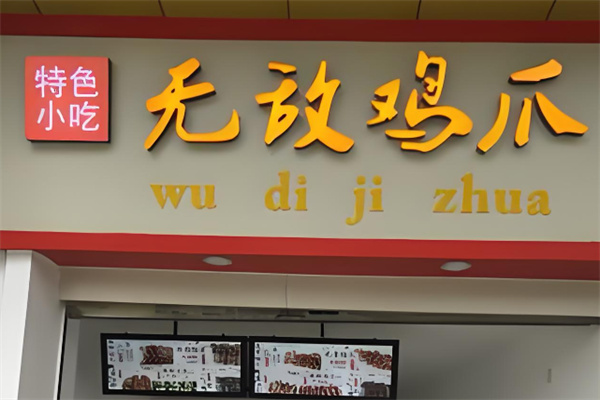 特色
小吃
无敌鸡爪
wu di ji zhua